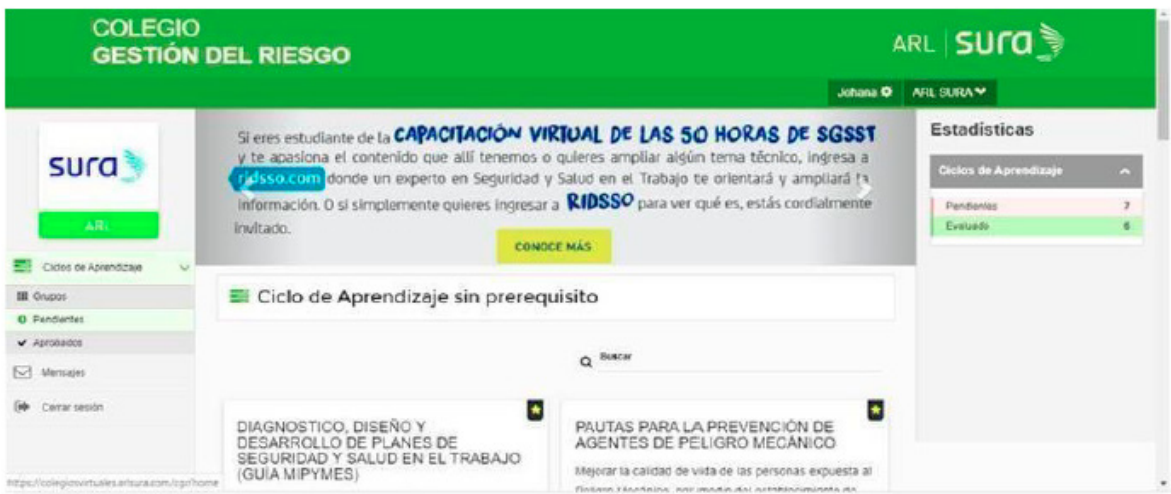 COLEGIO
GESTIÓN DEL RIESGO
ARL sura
Johana
ARL SURA
sura
ARL
Ciclos de Aprendizaje
Grupos
Pendientes
Aprobados
Mensajes
Cerrar sesión
Si eres estudiante de la CAPACITACIÓN VIRTUAL DE LAS 50 HORAS DE SGSST
y te apasiona el contenido que allí tenemos o quieres ampliar algún tema técnico, ingresa a
ridsso.com donde un experto en Seguridad y Salud en el Trabajo te orientará y ampliará la
información. O si simplemente quieres ingresar a RIDSSO para ver qué es, estás cordialmente
invitado.
CONOCE MÁS
Ciclo de Aprendizaje sin prerequisito
Buscar
DIAGNOSTICO, DISEÑO Y
DESARROLLO DE PLANES DE
SEGURIDAD Y SALUD EN EL TRABAJO
(GUÍA MIPYMES)
PAUTAS PARA LA PREVENCIÓN DE
AGENTES DE PELIGRO MECÁNICO
Mejorar la calidad de vida de las personas expuesta al
Estadísticas
Ciclos de Aprendizaje
Pendientes 7
Evaluado 6
https://colegiosvirtuales.arlsura.com/cgr/home